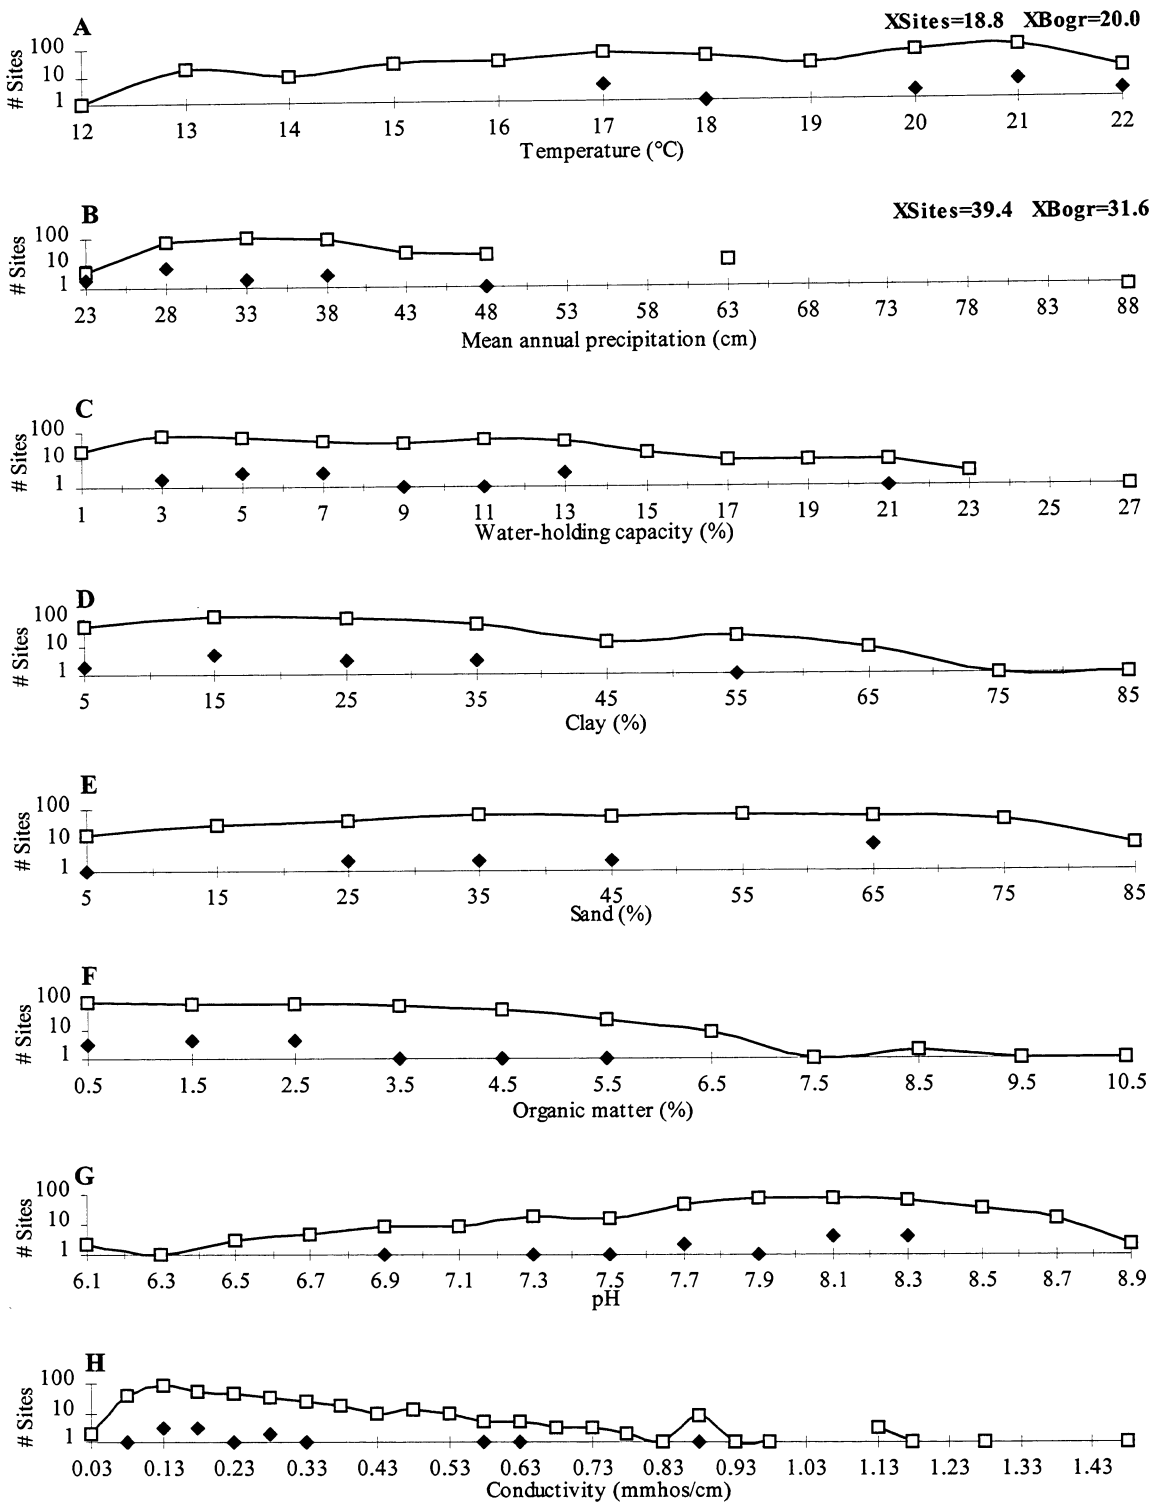 A
XSites=18.8 XBogr=20.0
# Sites
100
10
1
12 13 14 15 16 17 18 19 20 21 22
Temperature (°C)
B
XSites=39.4 XBogr=31.6
# Sites
100
10
1
23 28 33 38 43 48 53 58 63 68 73 78 83 88
Mean annual precipitation (cm)
C
# Sites
100
10
1
1 3 5 7 9 11 13 15 17 19 21 23 25 27
Water-holding capacity (%)
D
# Sites
100
10
1
5 15 25 35 45 55 65 75 85
Clay (%)
E
# Sites
100
10
1
5 15 25 35 45 55 65 75 85
Sand (%)
F
# Sites
100
10
1
0.5 1.5 2.5 3.5 4.5 5.5 6.5 7.5 8.5 9.5 10.5
Organic matter (%)
G
# Sites
100
10
1
6.1 6.3 6.5 6.7 6.9 7.1 7.3 7.5 7.7 7.9 8.1 8.3 8.5 8.7 8.9
pH
H
# Sites
100
10
1
0.03 0.13 0.23 0.33 0.43 0.53 0.63 0.73 0.83 0.93 1.03 1.13 1.23 1.33 1.43
Conductivity (mmhos/cm)